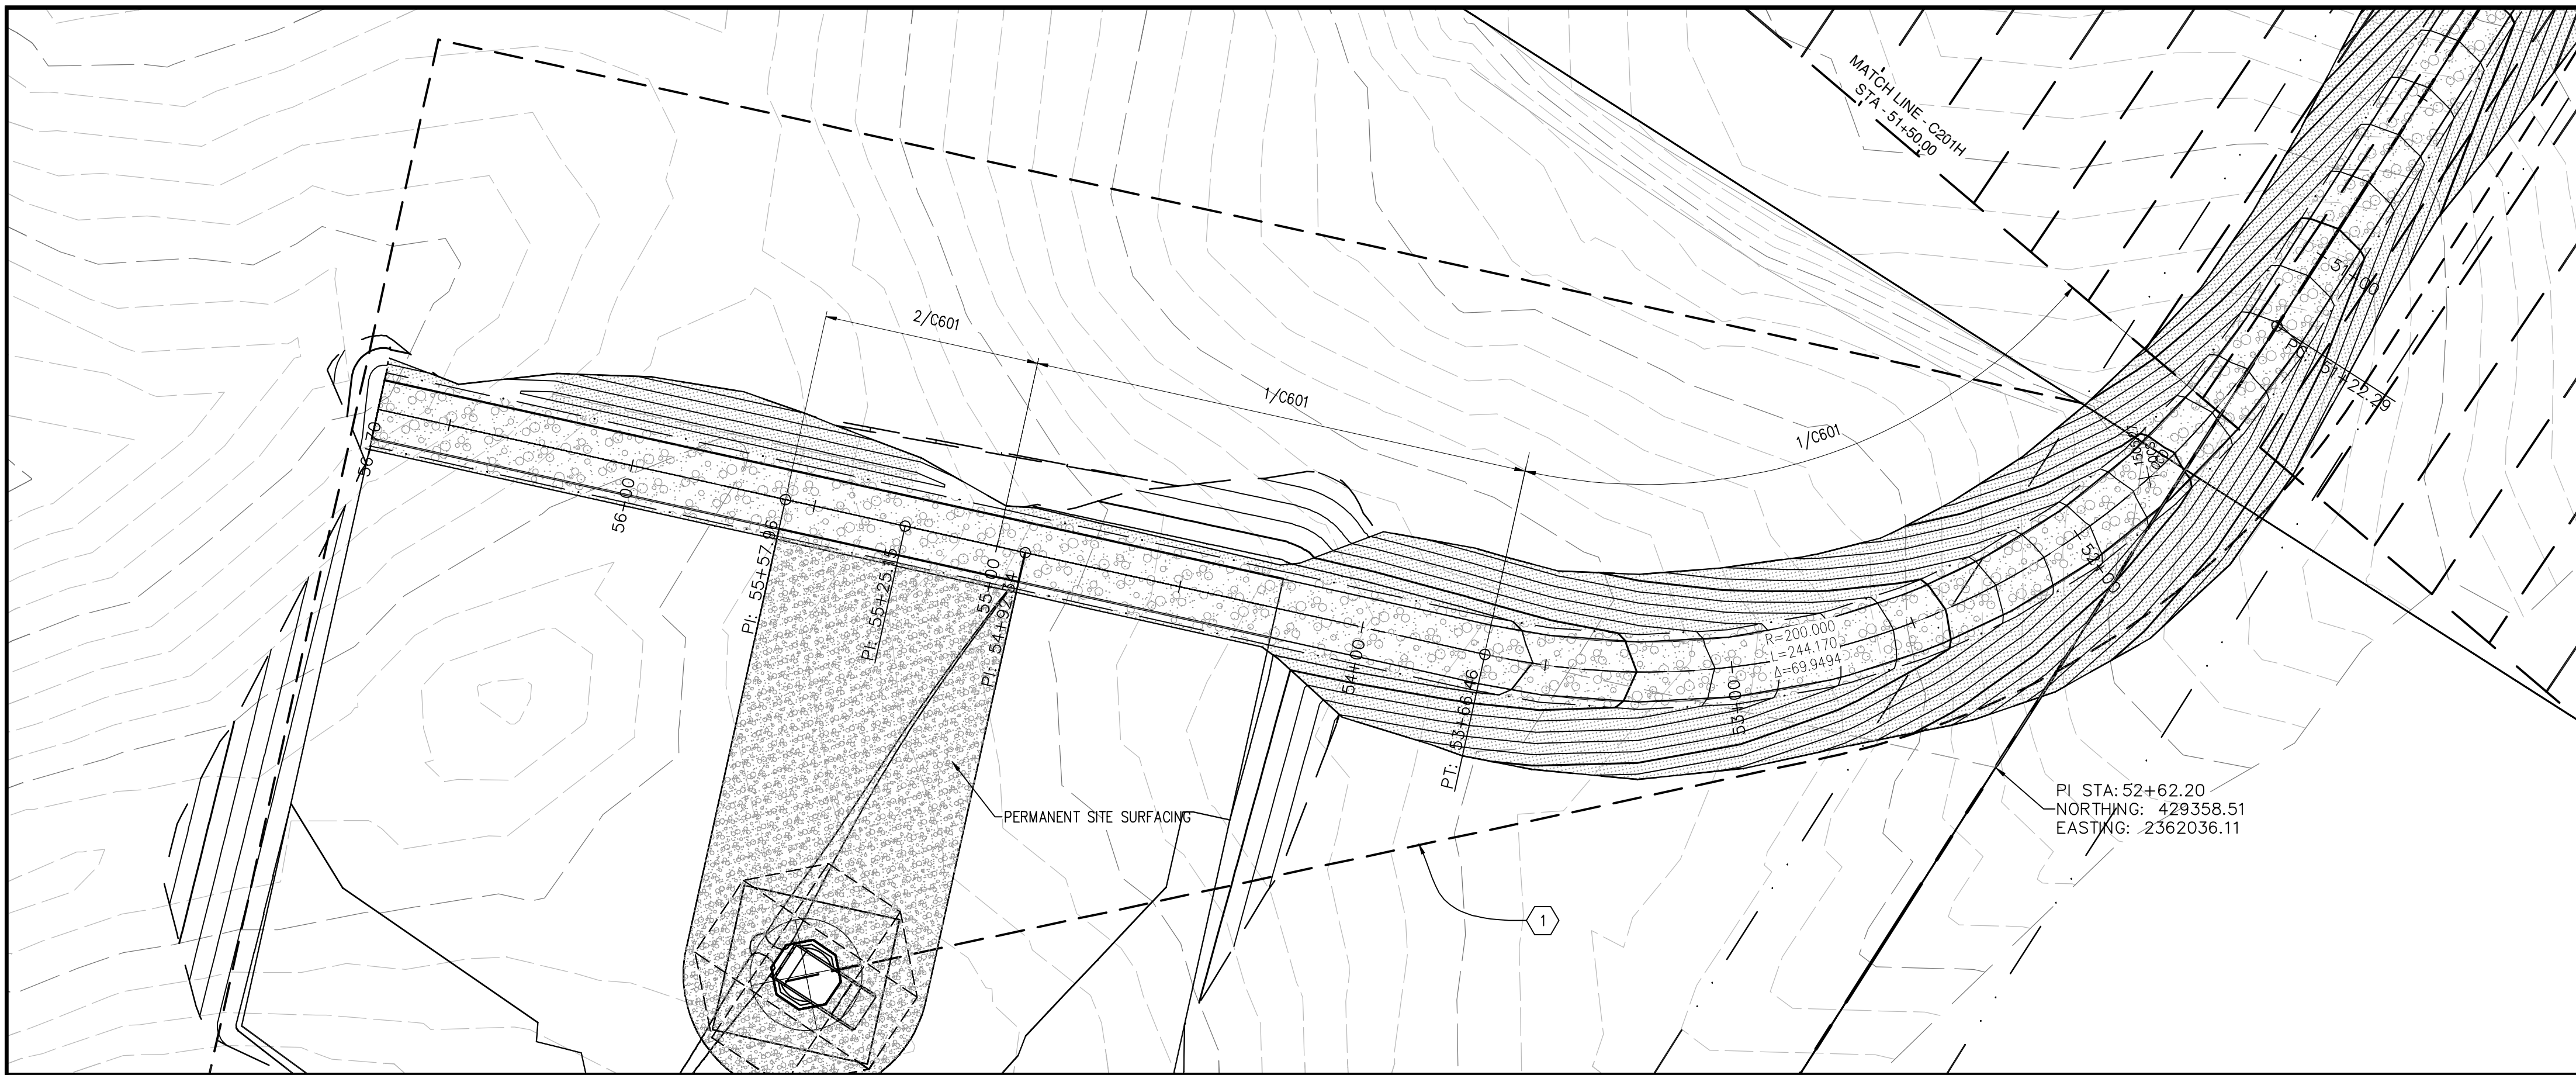 MATCH LINE - C201H
STA - 51+50.00
2/C601
1/C601
1/C601
51+00
PC: 51+22.29
52+00
R=200.000
L=244.170
Δ=69.9494
53+00
PT: 53+66.46
54+00
PI: 54+92.34
55+00
PI: 55+25.15
PI: 55+57.96
56+00
56+70
PERMANENT SITE SURFACING
PI STA: 52+62.20
NORTHING: 429358.51
EASTING: 2362036.11
1